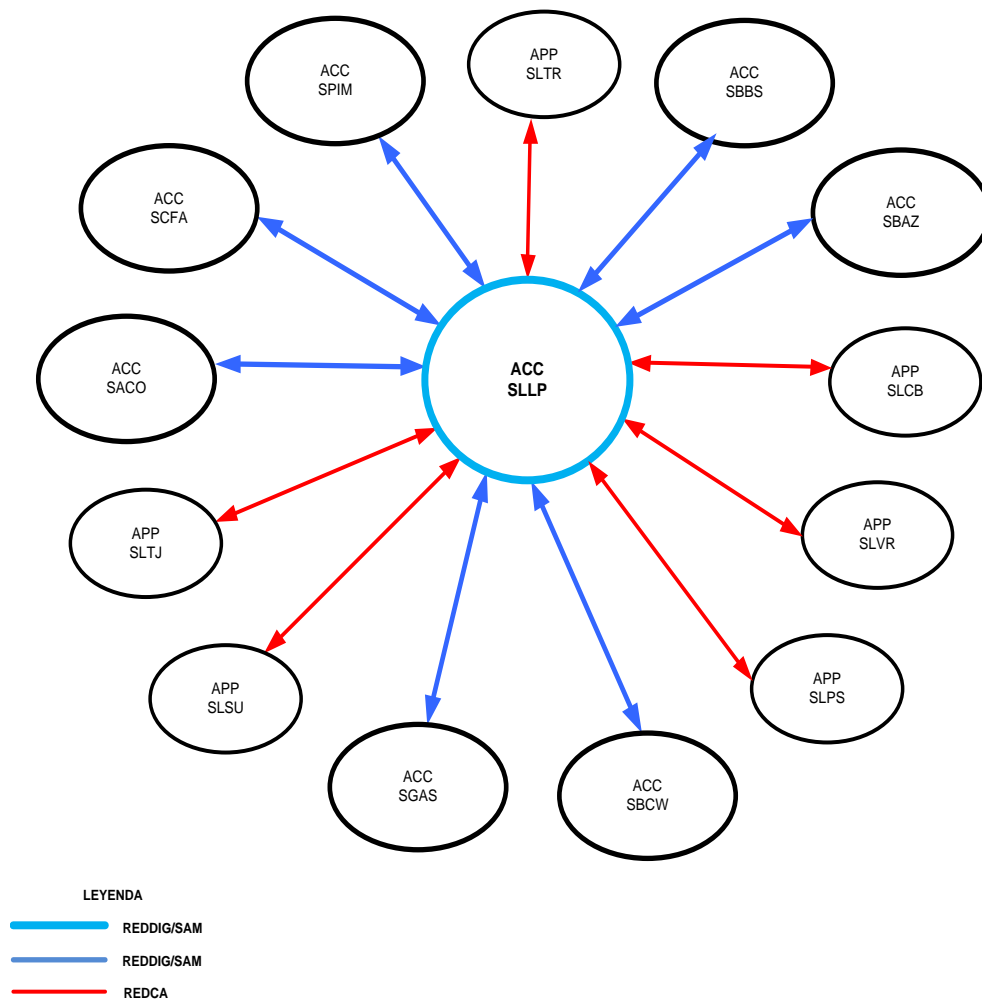 APP
SLTR
ACC
SPIM
ACC
SBBS
ACC
SCFA
ACC
SBAZ
ACC
SACO
ACC
SLLP
APP
SLCB
APP
SLTJ
APP
SLVR
APP
SLSU
APP
SLPS
ACC
SGAS
ACC
SBCW
LEYENDA
REDDIG/SAM
REDDIG/SAM
REDCA